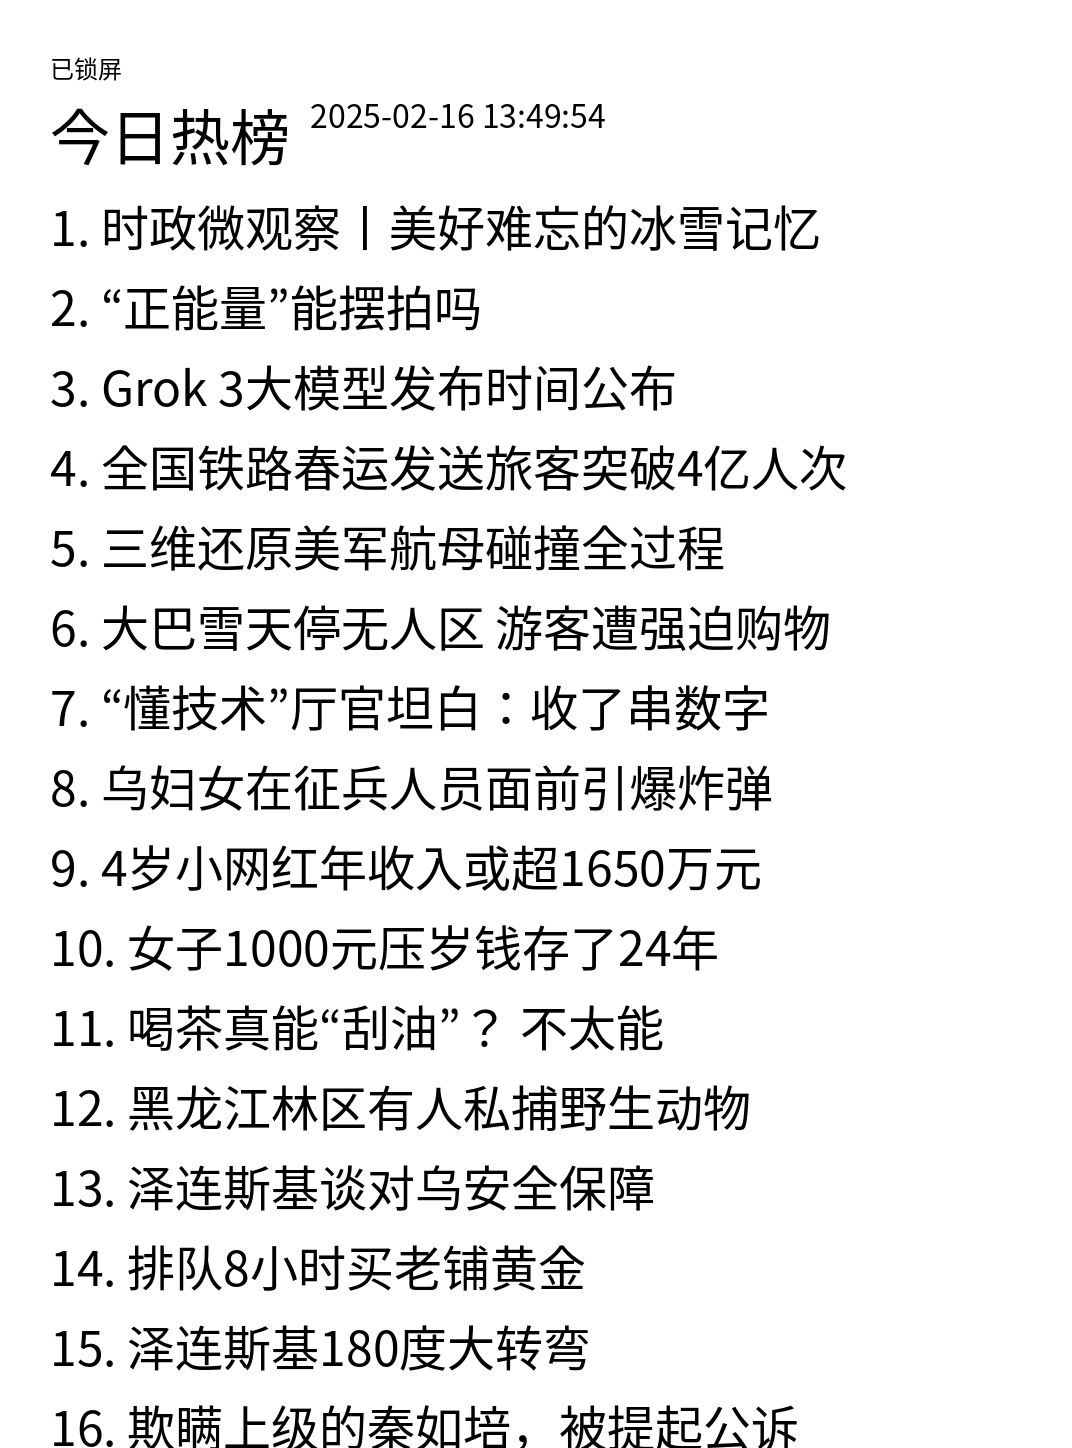 已锁屏
今日热榜 2025-02-16 13:49:54
1. 时政微观察丨美好难忘的冰雪记忆
2. “正能量”能摆拍吗
3. Grok 3大模型发布时间公布
4. 全国铁路春运发送旅客突破4亿人次
5. 三维还原美军航母碰撞全过程
6. 大巴雪天停无人区 游客遭强迫购物
7. “懂技术”厅官坦白：收了串数字
8. 乌妇女在征兵人员面前引爆炸弹
9. 4岁小网红年收入或超1650万元
10. 女子1000元压岁钱存了24年
11. 喝茶真能“刮油”？ 不太能
12. 黑龙江林区有人私捕野生动物
13. 泽连斯基谈对乌安全保障
14. 排队8小时买老铺黄金
15. 泽连斯基180度大转弯
16. 欺瞒上级的秦如培，被提起公诉